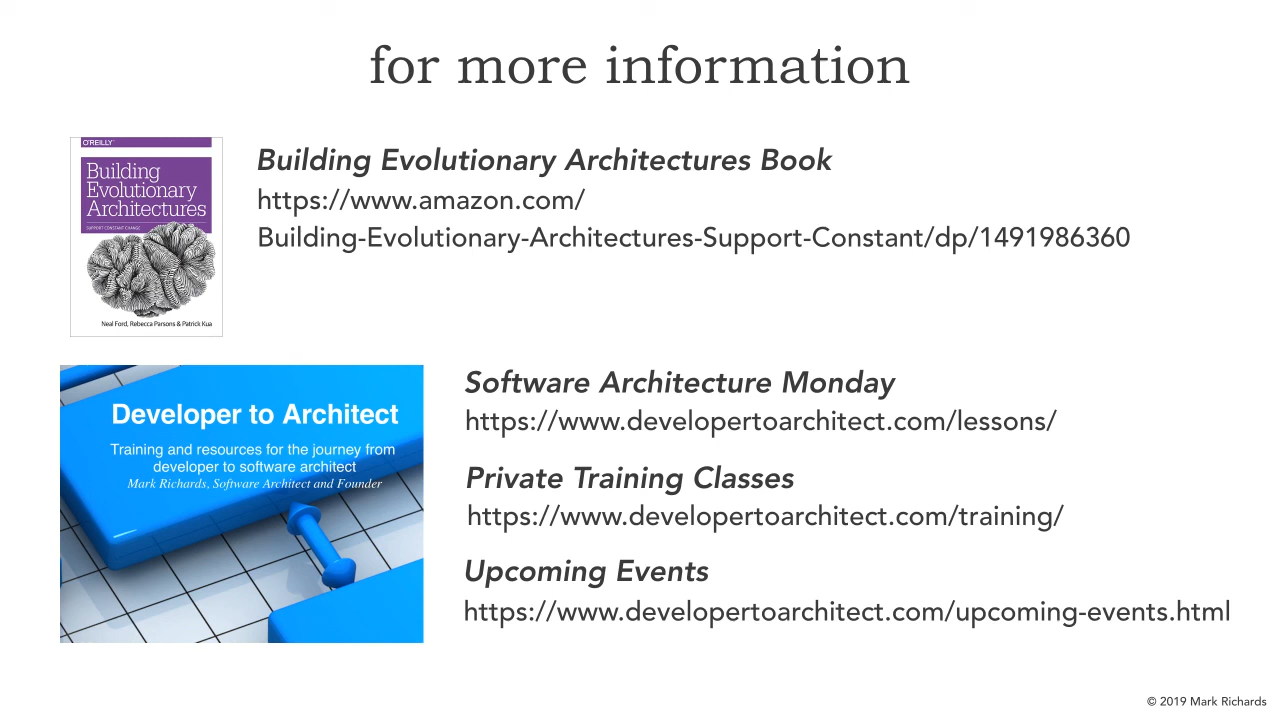 for more information
O'REILLY
Building
Evolutionary
Architectures
SUPPORT CONSTANT CHANGE
Neal Ford, Rebecca Parsons & Patrick Kua
Building Evolutionary Architectures Book
https://www.amazon.com/
Building-Evolutionary-Architectures-Support-Constant/dp/1491986360
Developer to Architect
Training and resources for the journey from
developer to software architect
Mark Richards, Software Architect and Founder
Software Architecture Monday
https://www.developertoarchitect.com/lessons/
Private Training Classes
https://www.developertoarchitect.com/training/
Upcoming Events
https://www.developertoarchitect.com/upcoming-events.html
© 2019 Mark Richards